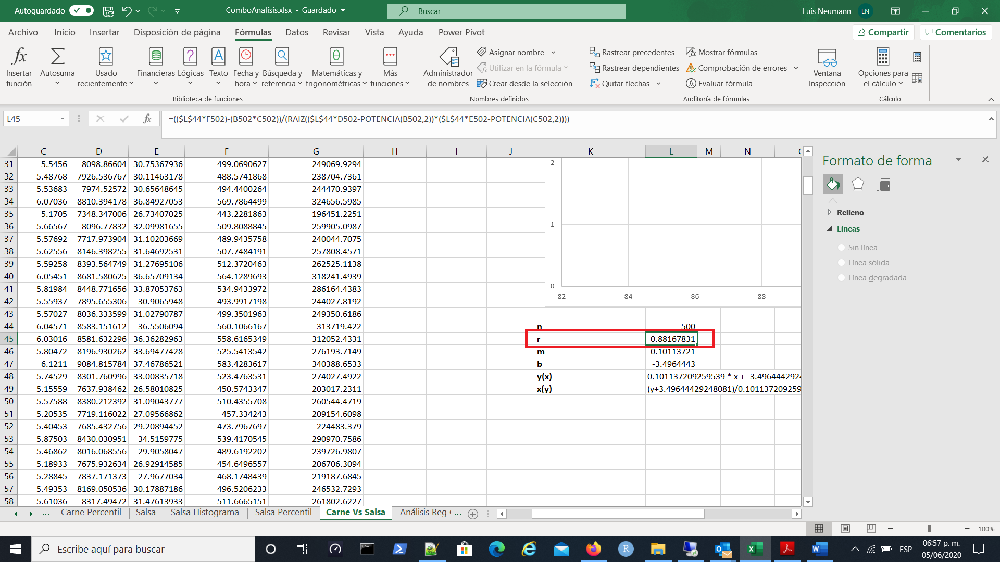 Autoguardado
ComboAnalisis.xlsx - Guardado
Buscar
Luis Neumann LN
Archivo Inicio Insertar Disposición de página Fórmulas Datos Revisar Vista Ayuda Power Pivot Compartir Comentarios
fx Insertar función
Autosuma
Usado recientemente
Financieras
Lógicas
Texto
Fecha y hora
Búsqueda y referencia
Matemáticas y trigonométricas
Más funciones
Biblioteca de funciones
Administrador de nombres
Asignar nombre
Utilizar en la fórmula
Crear desde la selección
Nombres definidos
Rastrear precedentes
Rastrear dependientes
Quitar flechas
Mostrar fórmulas
Comprobación de errores
Evaluar fórmula
Auditoría de fórmulas
Ventana Inspección
Opciones para el cálculo
Cálculo
L45 fx =(($L$44*F502)-(B502*C502))/(RAIZ(($L$44*D502-POTENCIA(B502,2))*($L$44*E502-POTENCIA(C502,2))))
C D E F G H I J K L M N
31 5.5456 8098.86604 30.75367936 499.0690627 249069.9294
32 5.48768 7926.536767 30.11463178 488.5741868 238704.7361
33 5.53683 7974.52572 30.65648645 494.4400264 244470.9397
34 6.07036 8810.394178 36.84927053 569.7864499 324656.5985
35 5.1705 7348.347006 26.73407025 443.2281863 196451.2251
36 5.66567 8096.77832 32.09981655 509.8088845 259905.0987
37 5.57692 7717.973904 31.10203669 489.9435758 240044.7075
38 5.62556 8146.398255 31.64692531 507.7484191 257808.4571
39 5.59258 8393.564749 31.27695106 512.3720463 262525.1138
40 6.05451 8681.580625 36.65709134 564.1289693 318241.4939
41 5.81984 8448.771656 33.87053763 534.9433972 286164.4383
42 5.55937 7895.655306 30.9065948 493.9917198 244027.8192
43 5.57027 8036.333599 31.02790787 499.3501963 249350.6186
44 6.04571 8583.151612 36.5506094 560.1066167 313719.422 n 500
45 6.03016 8581.632296 36.36282963 558.6165349 312052.4331 r 0.88167831
46 5.80472 8196.930262 33.69477428 525.5413542 276193.7149 m 0.10113721
47 6.1211 9084.815784 37.46786521 583.4283617 340388.6533 b -3.4964443
48 5.74529 8301.760996 33.00835718 523.4763531 274027.4922 y(x) 0.101137209259539 * x + -3.4964442924
49 5.15559 7637.938462 26.58010825 450.5743347 203017.2311 x(y) (y+3.49644429248081)/0.101137209259
50 5.57588 8380.212392 31.09043777 510.4355708 260544.4719
51 5.20535 7719.116022 27.09566862 457.334243 209154.6098
52 5.40453 7685.432756 29.20894452 473.7967697 224483.379
53 5.87503 8430.030951 34.5159775 539.4170545 290970.7586
54 5.46862 8016.068556 29.9058047 489.6192202 239726.9807
55 5.18933 7675.932634 26.92914585 454.6496557 206706.3094
56 5.28845 7837.171373 27.9677034 468.1748439 219187.6845
57 5.49353 8169.050536 30.17887186 496.5206233 246532.7293
58 5.61036 8317.49472 31.47613933 511.6665151 261802.6227
2
1
0
82 84 86 88
Formato de forma
Relleno
Líneas
Sin línea
Línea sólida
Línea degradada
... Carne Percentil Salsa Salsa Histograma Salsa Percentil Carne Vs Salsa Análisis Reg ...
100%
Escribe aquí para buscar
ESP
06:57 p. m.
05/06/2020